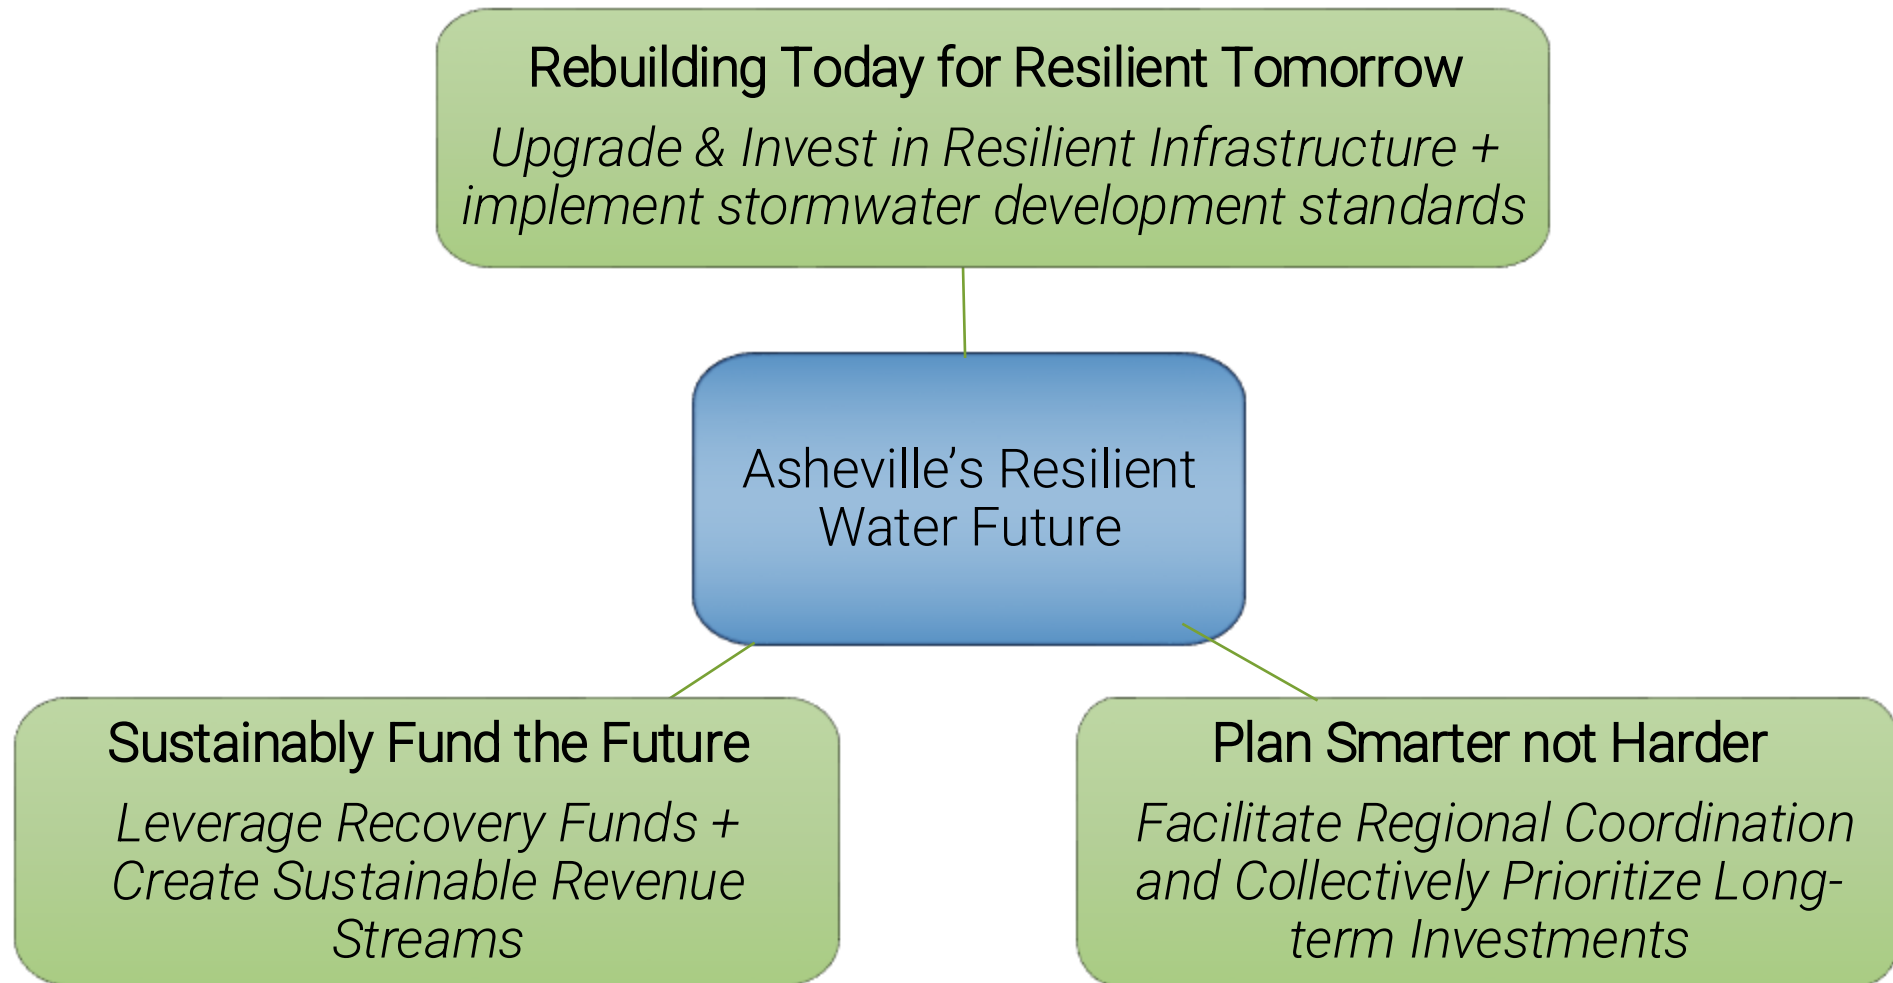 Rebuilding Today for Resilient Tomorrow
Upgrade & Invest in Resilient Infrastructure +
implement stormwater development standards
Asheville’s Resilient
Water Future
Sustainably Fund the Future
Leverage Recovery Funds +
Create Sustainable Revenue
Streams
Plan Smarter not Harder
Facilitate Regional Coordination
and Collectively Prioritize Long-
term Investments